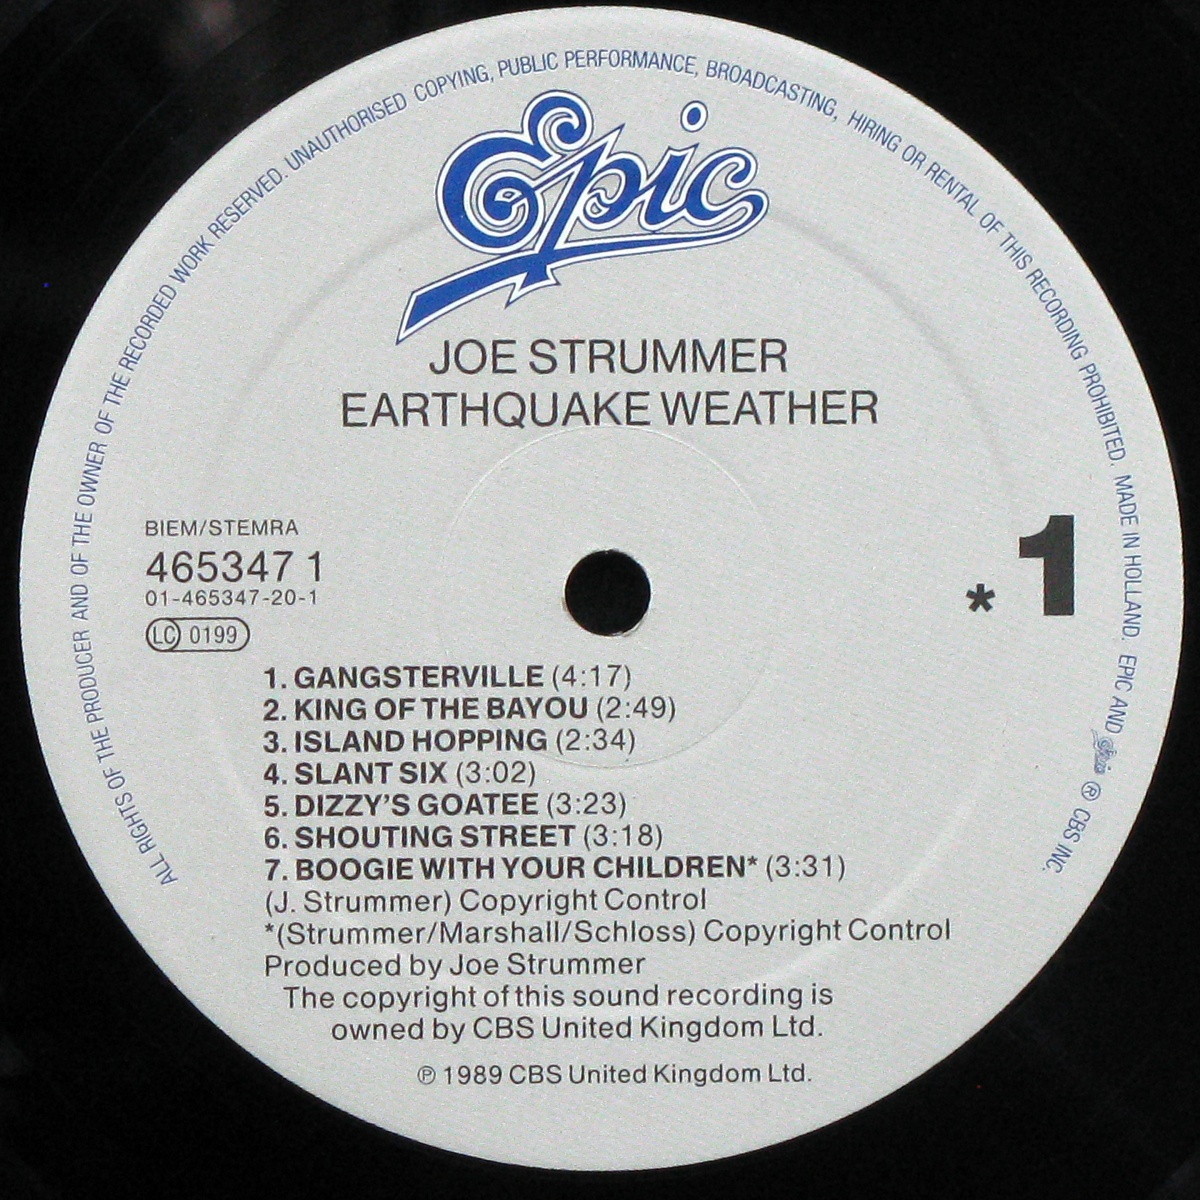 ALL RIGHTS OF THE PRODUCER AND OF THE OWNER OF THE RECORDED WORK RESERVED. UNAUTHORISED COPYING, PUBLIC PERFORMANCE, BROADCASTING, HIRING OR RENTAL OF THIS RECORDING PROHIBITED. MADE IN HOLLAND. EPIC AND Epic ® CBS INC.
Epic
JOE STRUMMER
EARTHQUAKE WEATHER
BIEM/STEMRA
465347 1
01-465347-20-1
LC 0199
* 1
1. GANGSTERVILLE (4:17)
2. KING OF THE BAYOU (2:49)
3. ISLAND HOPPING (2:34)
4. SLANT SIX (3:02)
5. DIZZY'S GOATEE (3:23)
6. SHOUTING STREET (3:18)
7. BOOGIE WITH YOUR CHILDREN* (3:31)
(J. Strummer) Copyright Control
*(Strummer/Marshall/Schloss) Copyright Control
Produced by Joe Strummer
The copyright of this sound recording is
owned by CBS United Kingdom Ltd.
℗ 1989 CBS United Kingdom Ltd.